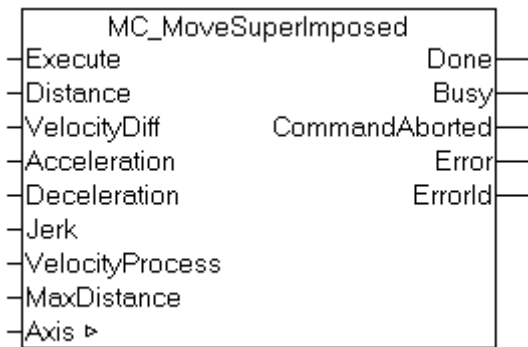 MC_MoveSuperImposed
Execute Done
Distance Busy
VelocityDiff CommandAborted
Acceleration Error
Deceleration ErrorId
Jerk
VelocityProcess
MaxDistance
Axis ▹